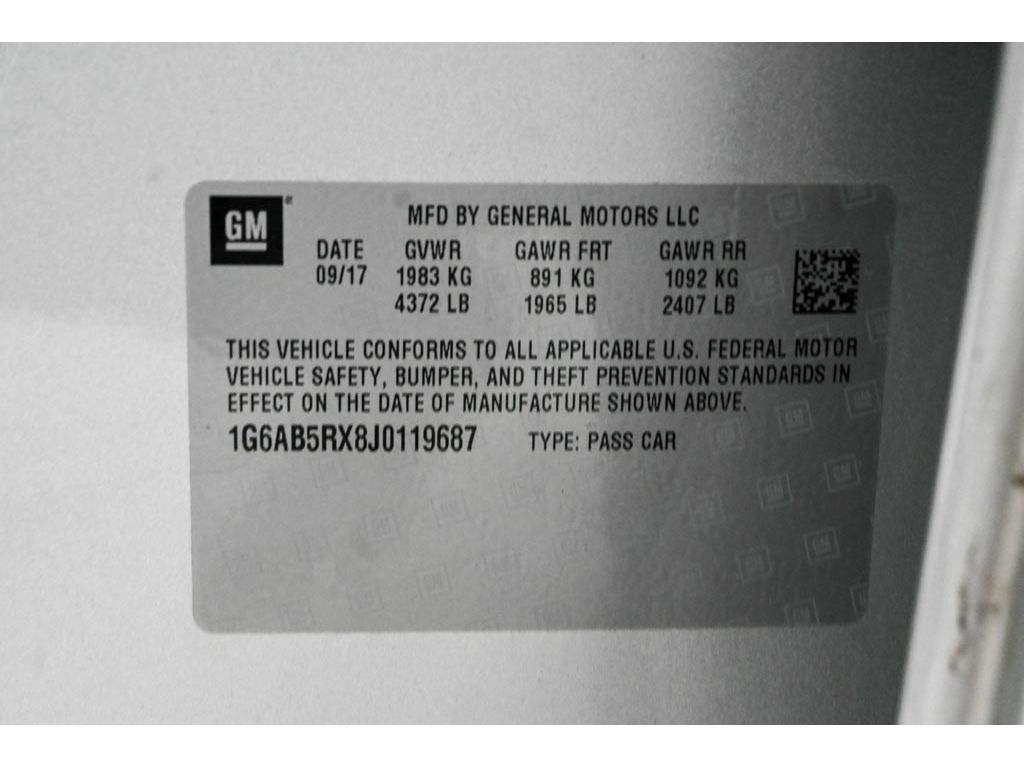 GM
MFD BY GENERAL MOTORS LLC
DATE GVWR GAWR FRT GAWR RR
09/17 1983 KG 891 KG 1092 KG
4372 LB 1965 LB 2407 LB
THIS VEHICLE CONFORMS TO ALL APPLICABLE U.S. FEDERAL MOTOR
VEHICLE SAFETY, BUMPER, AND THEFT PREVENTION STANDARDS IN
EFFECT ON THE DATE OF MANUFACTURE SHOWN ABOVE.
1G6AB5RX8J0119687 TYPE: PASS CAR